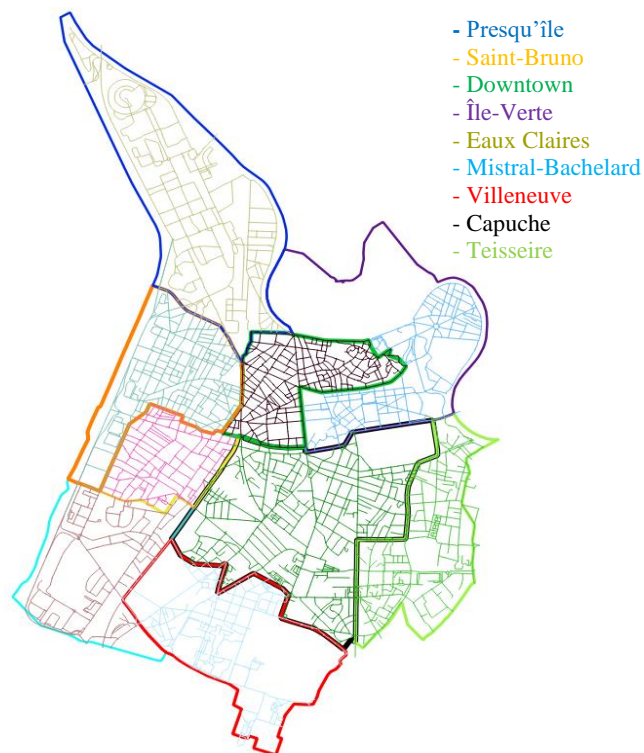 - Presqu’île
- Saint-Bruno
- Downtown
- Île-Verte
- Eaux Claires
- Mistral-Bachelard
- Villeneuve
- Capuche
- Teisseire